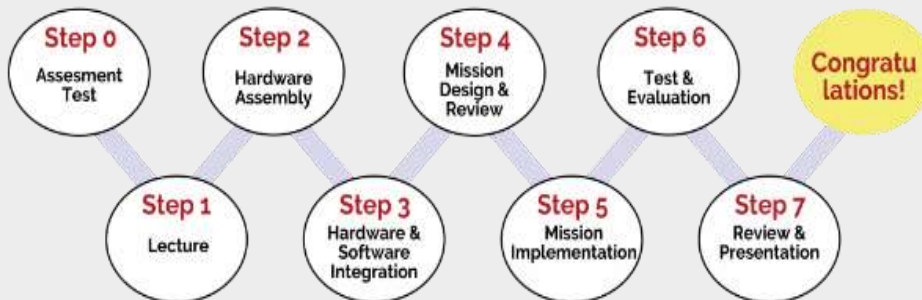 Step 0
Assesment
Test
Step 1
Lecture
Step 2
Hardware
Assembly
Step 3
Hardware &
Software
Integration
Step 4
Mission
Design &
Review
Step 5
Mission
Implementation
Step 6
Test &
Evaluation
Step 7
Review &
Presentation
Congratu
lations!